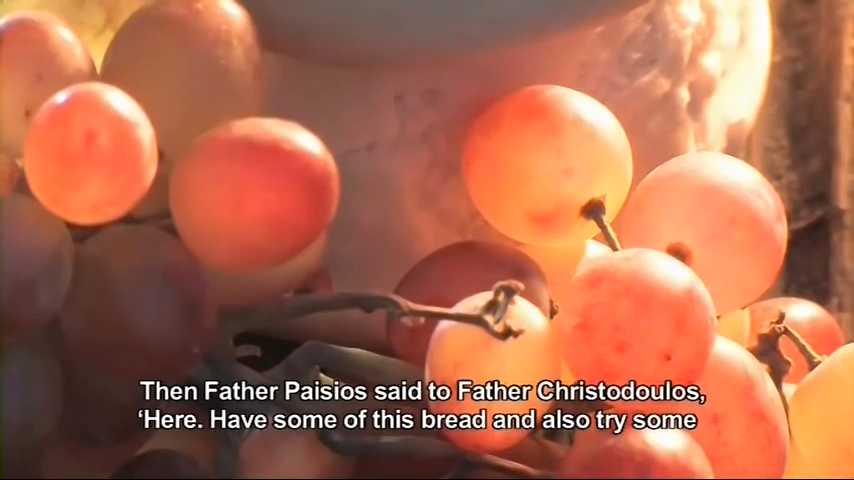 Then Father Paisios said to Father Christodoulos,
‘Here. Have some of this bread and also try some